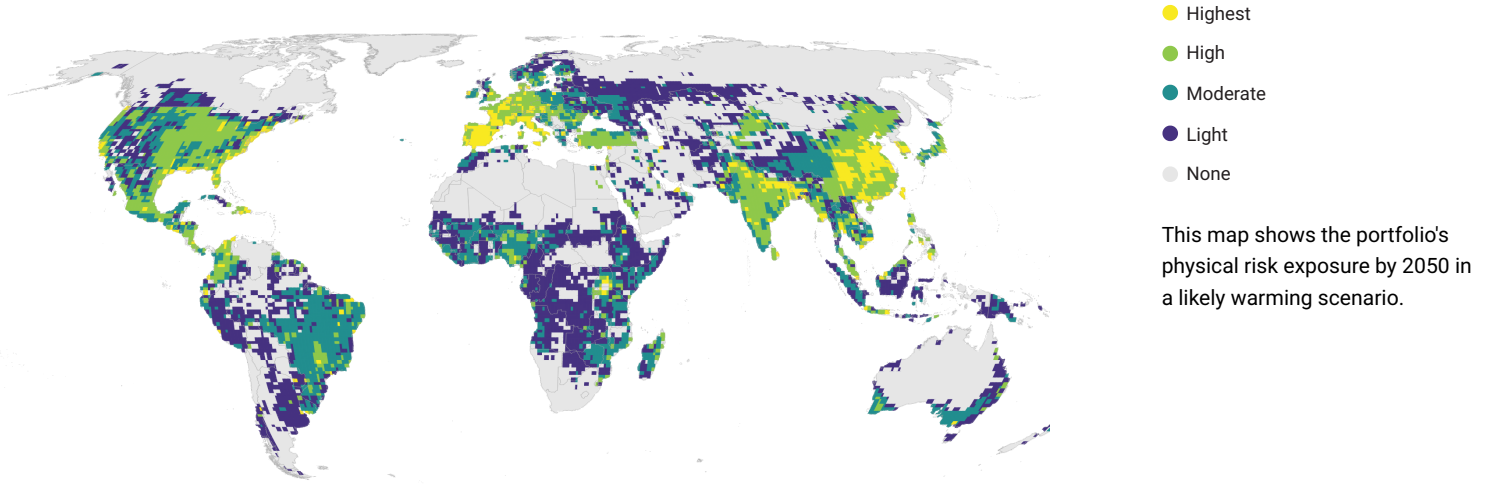 Highest
High
Moderate
Light
None
This map shows the portfolio's
physical risk exposure by 2050 in
a likely warming scenario.